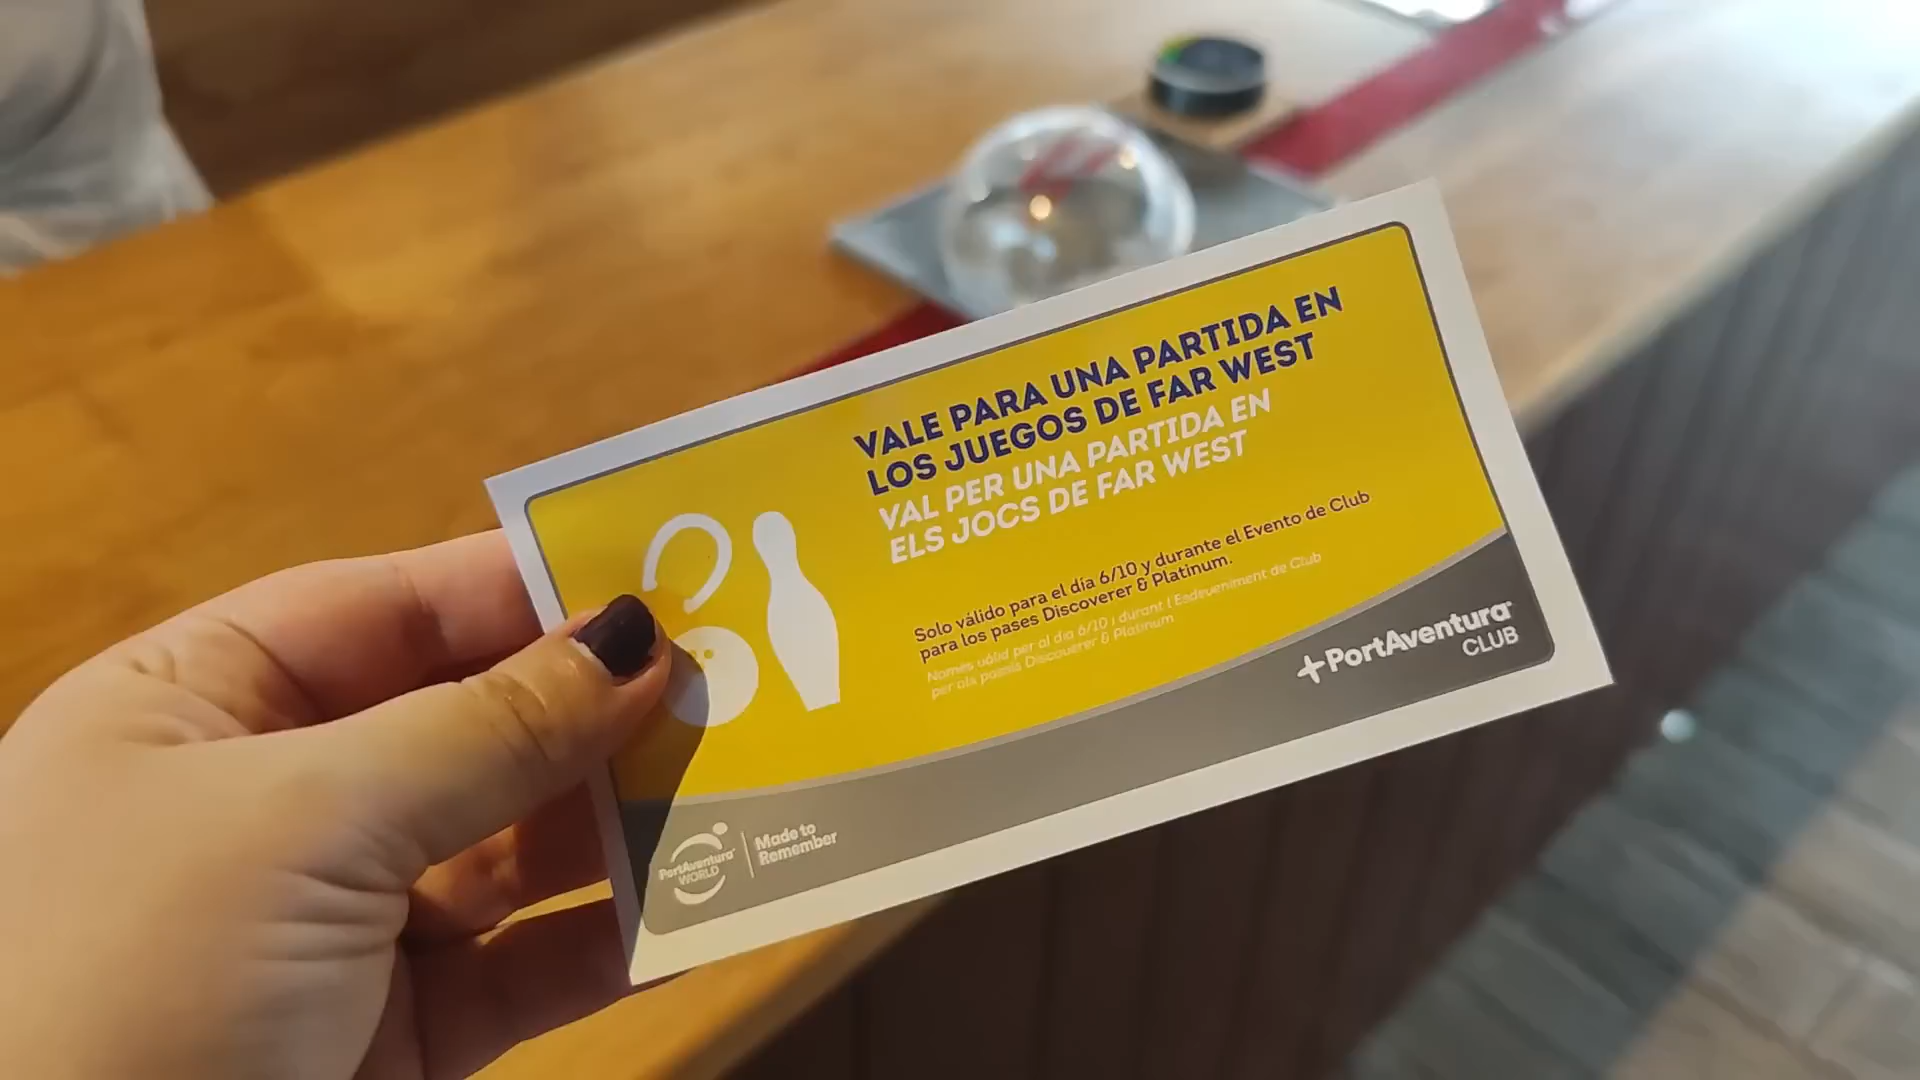 VALE PARA UNA PARTIDA EN
LOS JUEGOS DE FAR WEST
VAL PER UNA PARTIDA EN
ELS JOCS DE FAR WEST
Solo válido para el día 6/10 y durante el Evento de Club
para los pases Discoverer & Platinum.
Només vàlid per al dia 6/10 i durant l'Esdeveniment de Club
per als passis Discoverer & Platinum
PortAventura
CLUB
PortAventura
WORLD
Made to
Remember